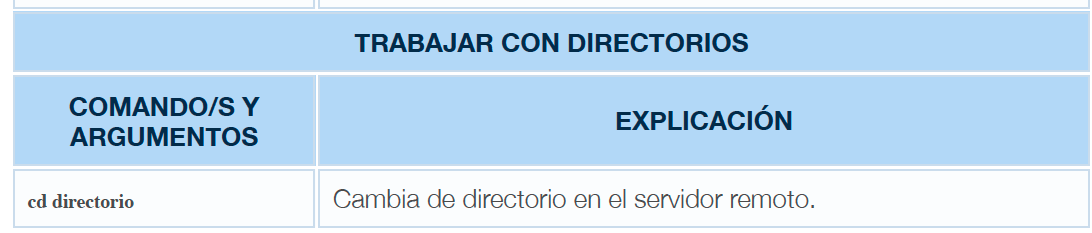 TRABAJAR CON DIRECTORIOS
COMANDO/S Y
ARGUMENTOS
EXPLICACIÓN
cd directorio
Cambia de directorio en el servidor remoto.